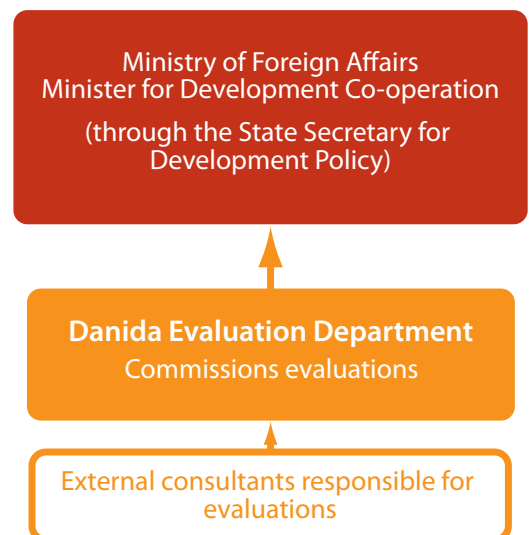 Ministry of Foreign Affairs
Minister for Development Co-operation
(through the State Secretary for
Development Policy)
Danida Evaluation Department
Commissions evaluations
External consultants responsible for
evaluations